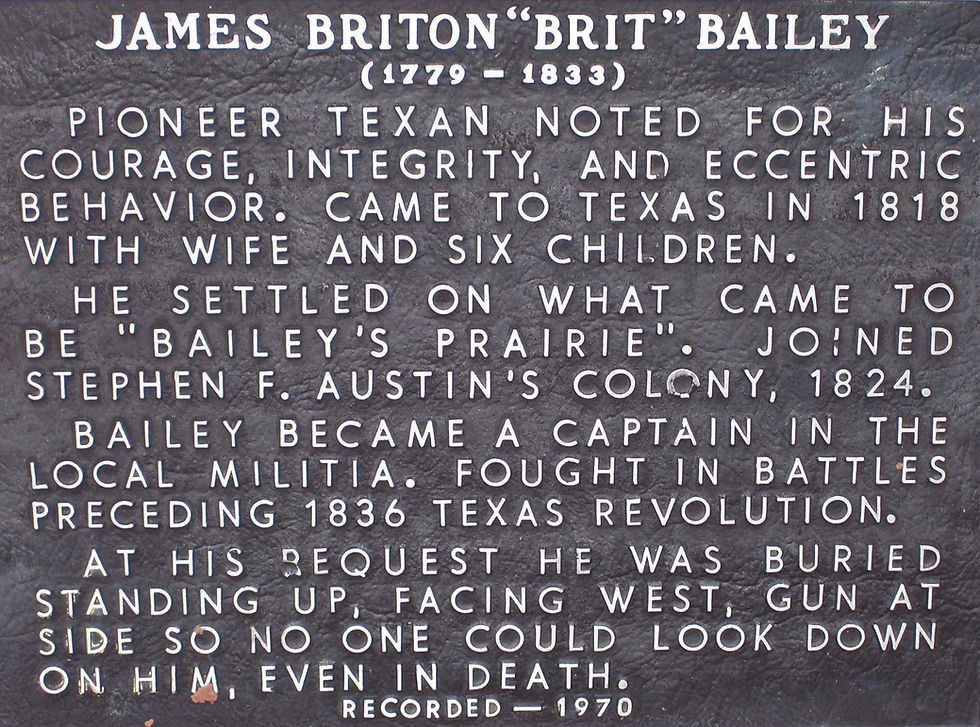 JAMES BRITON "BRIT" BAILEY
(1779 – 1833)
PIONEER TEXAN NOTED FOR HIS
COURAGE, INTEGRITY, AND ECCENTRIC
BEHAVIOR. CAME TO TEXAS IN 1818
WITH WIFE AND SIX CHILDREN.
HE SETTLED ON WHAT CAME TO
BE "BAILEY'S PRAIRIE". JOINED
STEPHEN F. AUSTIN'S COLONY, 1824.
BAILEY BECAME A CAPTAIN IN THE
LOCAL MILITIA. FOUGHT IN BATTLES
PRECEDING 1836 TEXAS REVOLUTION.
AT HIS REQUEST HE WAS BURIED
STANDING UP, FACING WEST, GUN AT
SIDE SO NO ONE COULD LOOK DOWN
ON HIM, EVEN IN DEATH.
RECORDED — 1970